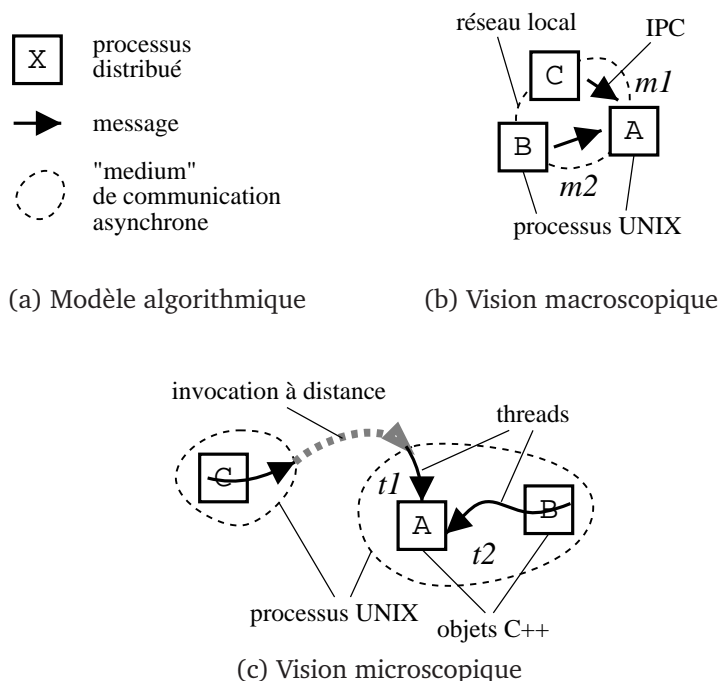 X
processus
distribué
message
"medium"
de communication
asynchrone
(a) Modèle algorithmique
réseau local
IPC
C
m1
B
A
m2
processus UNIX
(b) Vision macroscopique
invocation à distance
threads
C
t1
A
B
t2
processus UNIX
objets C++
(c) Vision microscopique